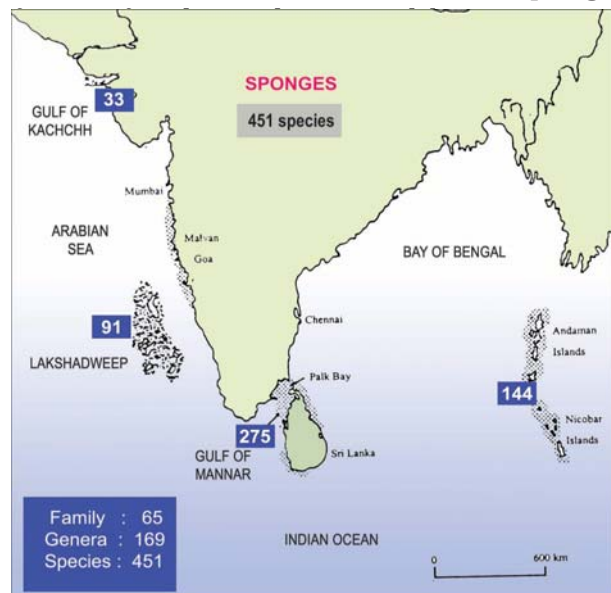 SPONGES
451 species
33
GULF OF
KACHCHH
Mumbai
ARABIAN
SEA
Malvan
Goa
BAY OF BENGAL
91
LAKSHADWEEP
Chennai
Andaman
Islands
Palk Bay
144
275
GULF OF
MANNAR
Sri Lanka
Nicobar
Islands
Family : 65
Genera : 169
Species : 451
INDIAN OCEAN
0 600 km